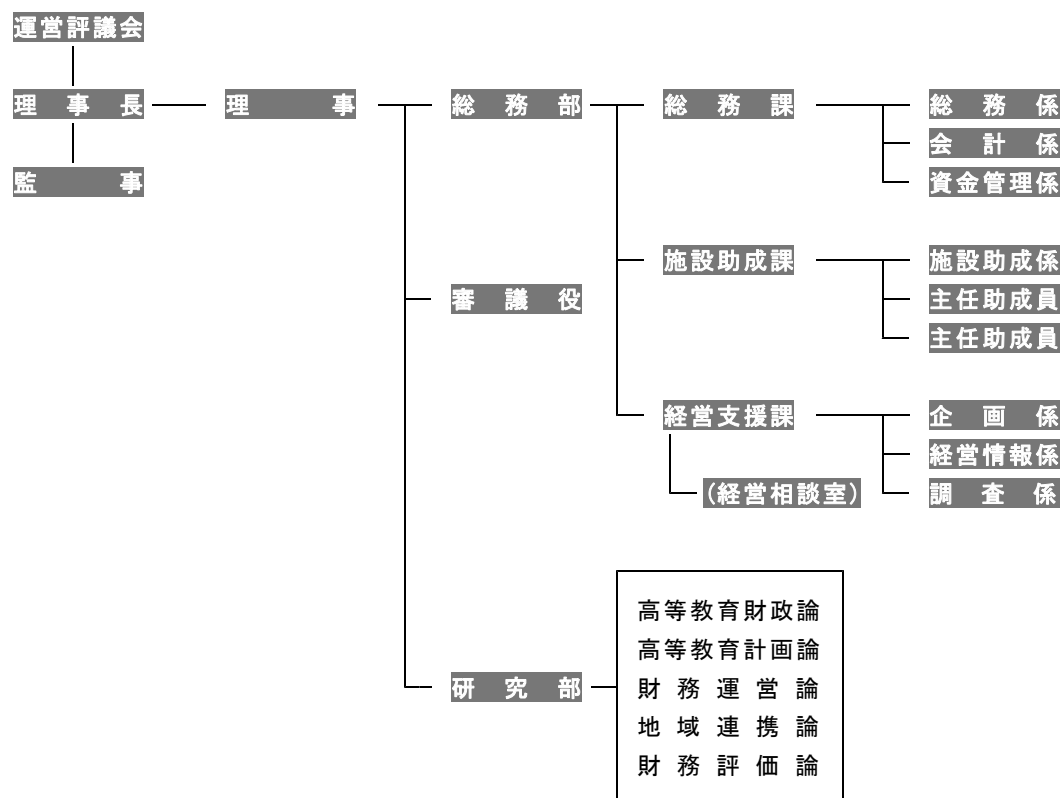 運営評議会
理事長 理事 総務部 総務課 総務係
会計係
監事 資金管理係
施設助成課 施設助成係
審議役 主任助成員
主任助成員
経営支援課 企画係
経営情報係
(経営相談室) 調査係
高等教育財政論
高等教育計画論
研究部 財務運営論
地域連携論
財務評価論